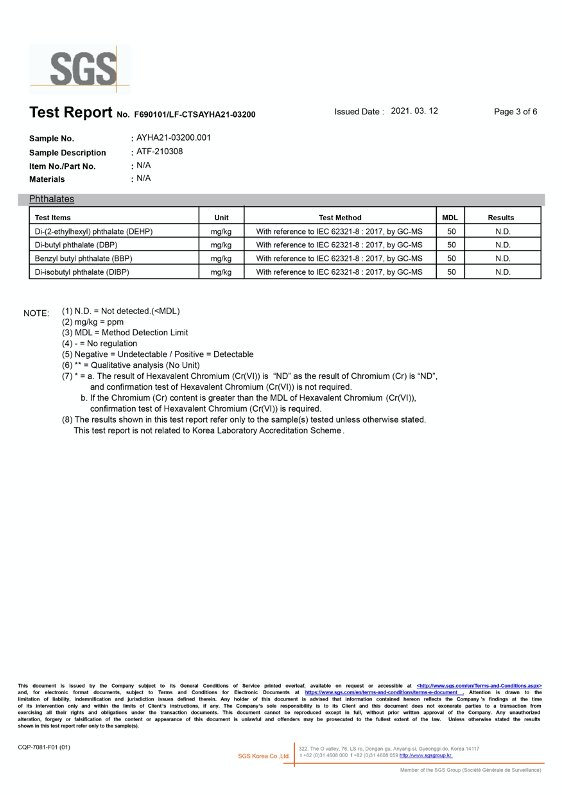 SGS
Test Report No. F690101/LF-CTSAYHA21-03200 Issued Date : 2021. 03. 12 Page 3 of 6
Sample No. : AYHA21-03200.001
Sample Description : ATF-210308
Item No./Part No. : N/A
Materials : N/A
Phthalates
Test Items Unit Test Method MDL Results
Di-(2-ethylhexyl) phthalate (DEHP) mg/kg With reference to IEC 62321-8 : 2017, by GC-MS 50 N.D.
Di-butyl phthalate (DBP) mg/kg With reference to IEC 62321-8 : 2017, by GC-MS 50 N.D.
Benzyl butyl phthalate (BBP) mg/kg With reference to IEC 62321-8 : 2017, by GC-MS 50 N.D.
Di-isobutyl phthalate (DIBP) mg/kg With reference to IEC 62321-8 : 2017, by GC-MS 50 N.D.
NOTE: (1) N.D. = Not detected.(<MDL)
(2) mg/kg = ppm
(3) MDL = Method Detection Limit
(4) - = No regulation
(5) Negative = Undetectable / Positive = Detectable
(6) ** = Qualitative analysis (No Unit)
(7) * = a. The result of Hexavalent Chromium (Cr(VI)) is "ND" as the result of Chromium (Cr) is "ND",
and confirmation test of Hexavalent Chromium (Cr(VI)) is not required.
b. If the Chromium (Cr) content is greater than the MDL of Hexavalent Chromium (Cr(VI)),
confirmation test of Hexavalent Chromium (Cr(VI)) is required.
(8) The results shown in this test report refer only to the sample(s) tested unless otherwise stated.
This test report is not related to Korea Laboratory Accreditation Scheme.
This document is issued by the Company subject to its General Conditions of Service printed overleaf, available on request or accessible at <http://www.sgs.com/en/Terms-and-Conditions.aspx>
and, for electronic format documents, subject to Terms and Conditions for Electronic Documents at https://www.sgs.com/en/terms-and-conditions/terms-e-document . Attention is drawn to the
limitation of liability, indemnification and jurisdiction issues defined therein. Any holder of this document is advised that information contained hereon reflects the Company's findings at the time
of its intervention only and within the limits of Client's instructions, if any. The Company's sole responsibility is to its Client and this document does not exonerate parties to a transaction from
exercising all their rights and obligations under the transaction documents. This document cannot be reproduced except in full, without prior written approval of the Company. Any unauthorized
alteration, forgery or falsification of the content or appearance of this document is unlawful and offenders may be prosecuted to the fullest extent of the law. Unless otherwise stated the results
shown in this test report refer only to the sample(s).
CQP-7081-F01 (01)
SGS Korea Co.,Ltd. 322, The O valley, 76, LS-ro, Dongan-gu, Anyang-si, Gyeonggi-do, Korea 14117
http://www.sgsgroup.kr
Member of the SGS Group (Société Générale de Surveillance)